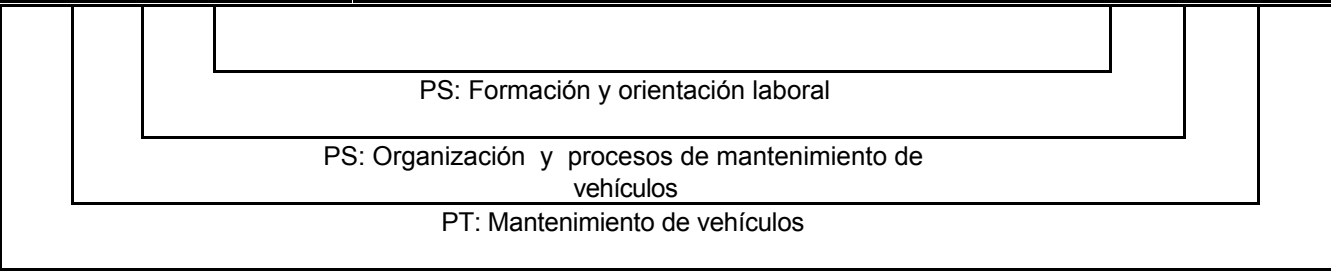 PS: Formación y orientación laboral
PS: Organización y procesos de mantenimiento de
vehículos
PT: Mantenimiento de vehículos